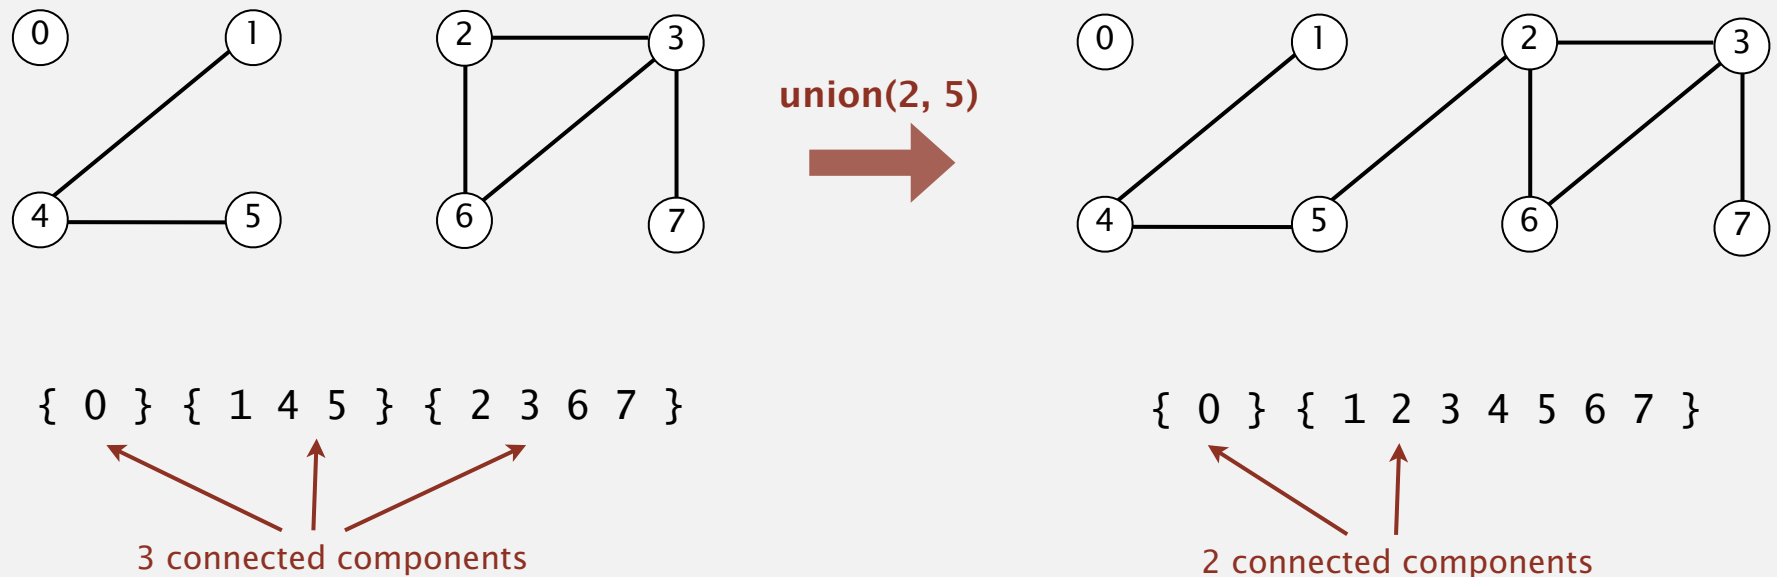 0 1 2 3
4 5 6 7
union(2, 5)
0 1 2 3
4 5 6 7
{ 0 } { 1 4 5 } { 2 3 6 7 }
3 connected components
{ 0 } { 1 2 3 4 5 6 7 }
2 connected components